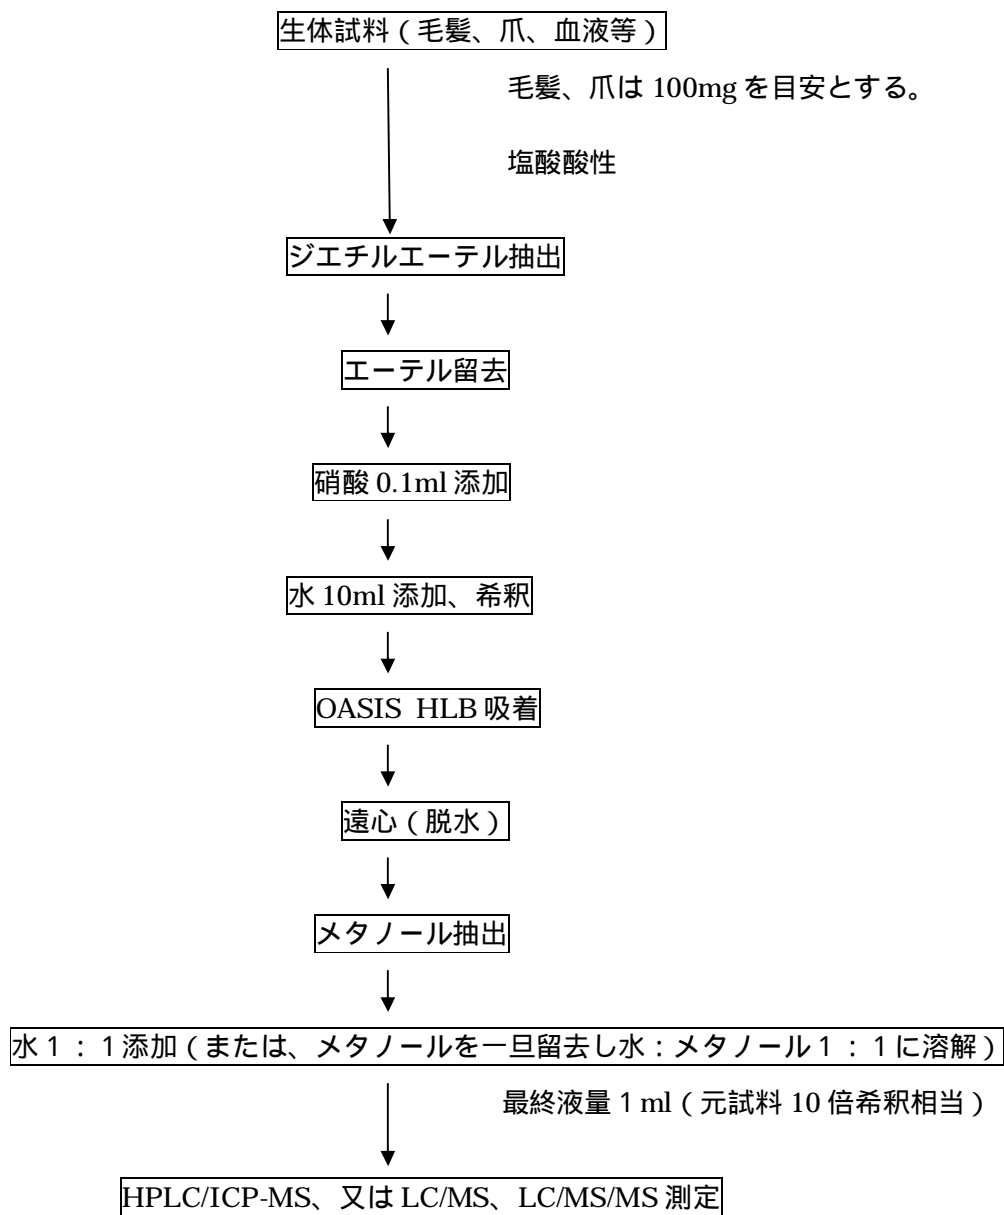 生体試料（毛髪、爪、血液等）
毛髪、爪は 100mg を目安とする。
塩酸酸性
ジエチルエーテル抽出
エーテル留去
硝酸 0.1ml 添加
水 10ml 添加、希釈
OASIS HLB 吸着
遠心（脱水）
メタノール抽出
水１：１添加（または、メタノールを一旦留去し水：メタノール１：１に溶解）
最終液量 1 ml（元試料 10 倍希釈相当）
HPLC/ICP-MS、又は LC/MS、LC/MS/MS 測定